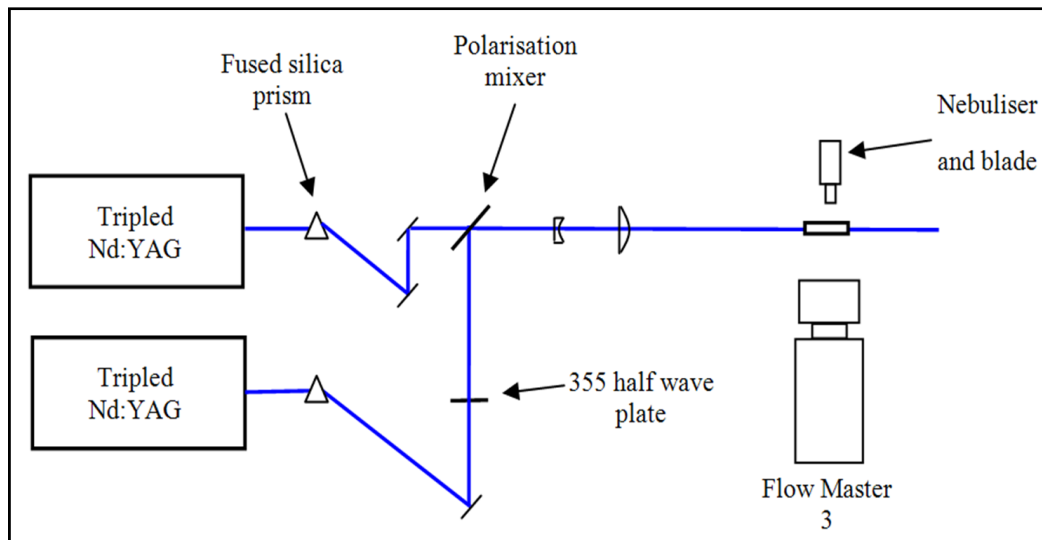 Fused silica
prism
Polarisation
mixer
Nebuliser
and blade
Tripled
Nd:YAG
Tripled
Nd:YAG
355 half wave
plate
Flow Master
3